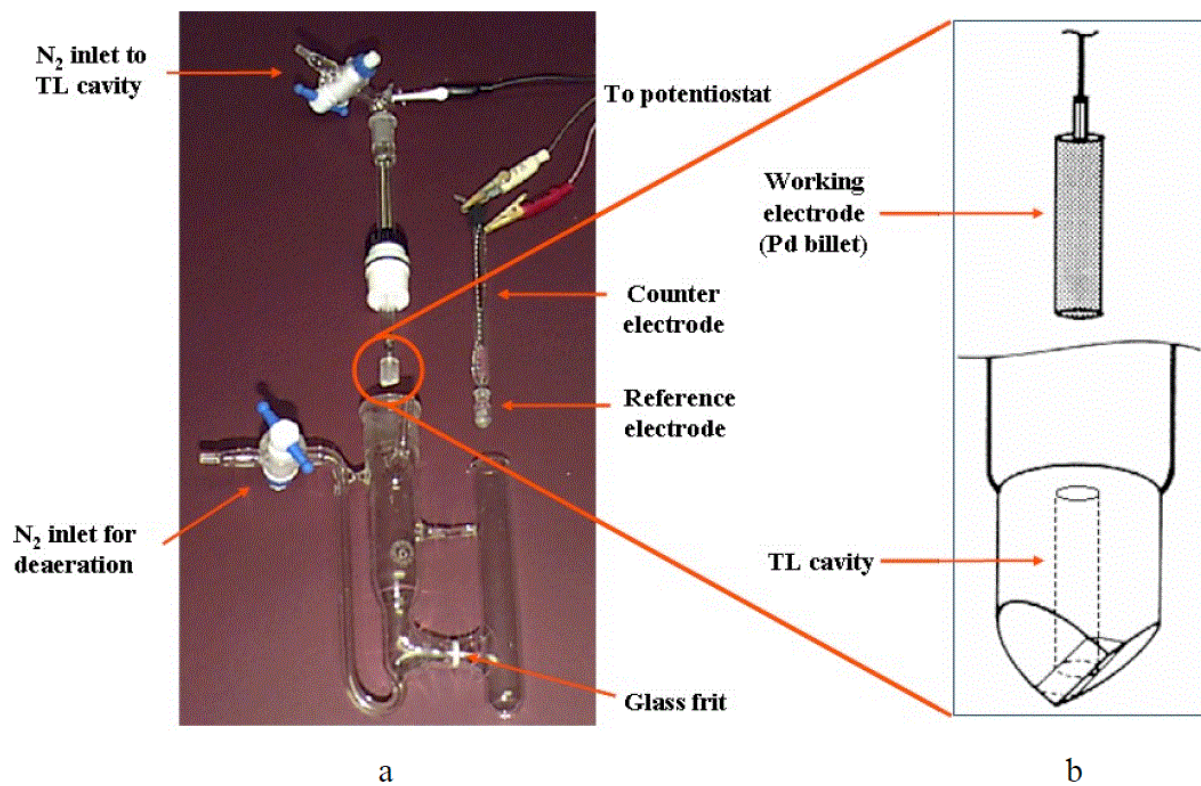 N₂ inlet to
TL cavity
To potentiostat
Working
electrode
(Pd billet)
Counter
electrode
Reference
electrode
N₂ inlet for
deaeration
TL cavity
Glass frit
a
b